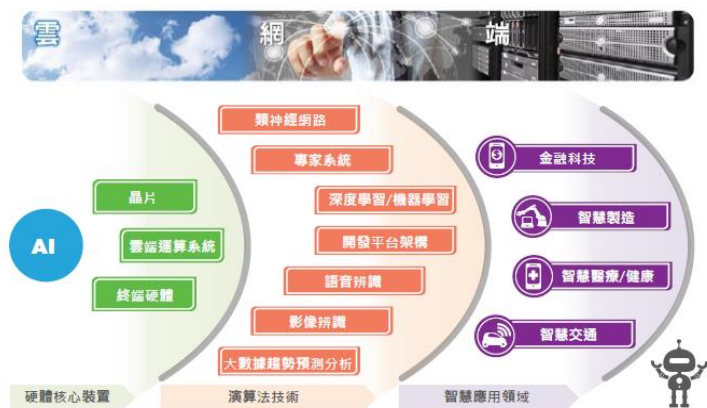 雲 網 端
AI
晶片
雲端運算系統
終端硬體
類神經網路
專家系統
深度學習/機器學習
開發平台架構
語音辨識
影像辨識
大數據趨勢預測分析
金融科技
智慧製造
智慧醫療/健康
智慧交通
硬體核心裝置
演算法技術
智慧應用領域